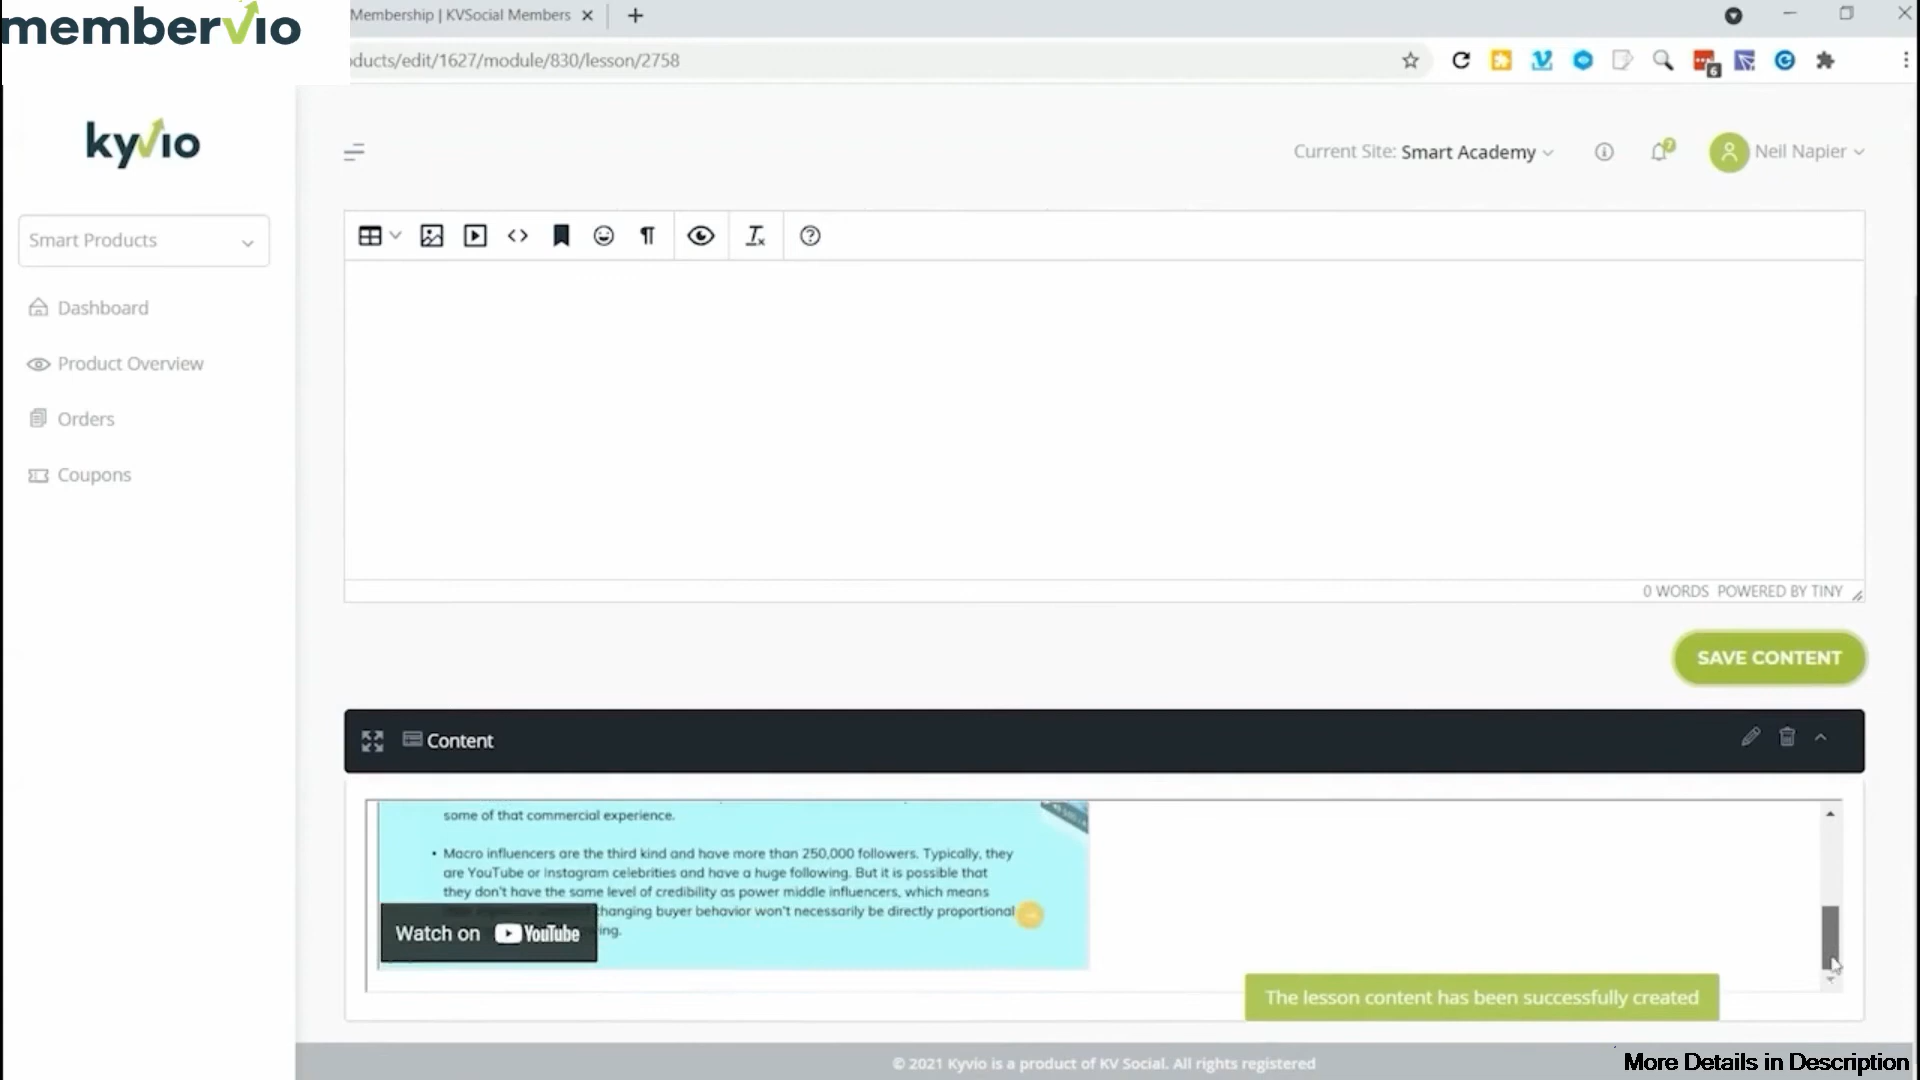 membervio
Membership | KVSocial Members
ducts/edit/1627/module/830/lesson/2758
6
kyvio
Current Site: Smart Academy
7
Neil Napier
Smart Products
Dashboard
Product Overview
Orders
Coupons
0 WORDS POWERED BY TINY
SAVE CONTENT
Content
some of that commercial experience.
• Macro influencers are the third kind and have more than 250,000 followers. Typically, they
are YouTube or Instagram celebrities and have a huge following. But it is possible that
they don't have the same level of credibility as power middle influencers, which means
changing buyer behavior won't necessarily be directly proportional
ing.
Watch on YouTube
The lesson content has been successfully created
© 2021 Kyvio is a product of KV Social. All rights registered
More Details in Description